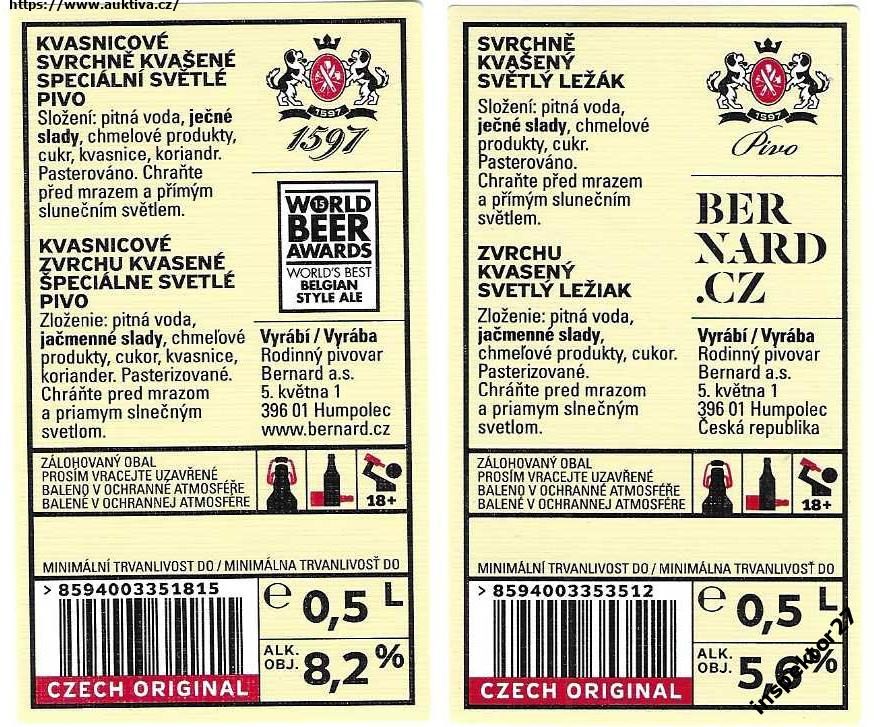 https://www.auktiva.cz/
KVASNICOVÉ
SVRCHNĚ KVAŠENÉ
SPECIÁLNÍ SVĚTLÉ
PIVO
Složení: pitná voda, ječné
slady, chmelové produkty,
cukr, kvasnice, koriandr.
Pasterováno. Chraňte
před mrazem a přímým
slunečním světlem.
KVASNICOVÉ
ZVRCHU KVASENÉ
ŠPECIÁLNE SVETLÉ
PIVO
Zloženie: pitná voda,
jačmenné slady, chmeľové
produkty, cukor, kvasnice,
koriander. Pasterizované.
Chráňte pred mrazom
a priamym slnečným
svetlom.
1597
1597
WORLD
15
BEER
AWARDS
WORLD'S BEST
BELGIAN
STYLE ALE
Vyrábí / Vyrába
Rodinný pivovar
Bernard a.s.
5. května 1
396 01 Humpolec
www.bernard.cz
ZÁLOHOVANÝ OBAL
PROSÍM VRACEJTE UZAVŘENÉ
BALENO V OCHRANNÉ ATMOSFÉŘE
BALENÉ V OCHRANNEJ ATMOSFÉRE
18+
MINIMÁLNÍ TRVANLIVOST DO / MINIMÁLNA TRVANLIVOSŤ DO
> 8594003351815
CZECH ORIGINAL
e 0,5 L
ALK.
OBJ. 8,2%
SVRCHNĚ
KVAŠENÝ
SVĚTLÝ LEŽÁK
Složení: pitná voda,
ječné slady, chmelové
produkty, cukr.
Pasterováno.
Chraňte před mrazem
a přímým slunečním
světlem.
ZVRCHU
KVASENÝ
SVETLÝ LEŽIAK
Zloženie: pitná voda,
jačmenné slady,
chmeľové produkty, cukor.
Pasterizované.
Chráňte pred mrazom
a priamym slnečným
svetlom.
1597
Pivo
BER
NARD
.CZ
Vyrábí / Vyrába
Rodinný pivovar
Bernard a.s.
5. května 1
396 01 Humpolec
Česká republika
ZÁLOHOVANÝ OBAL
PROSÍM VRACEJTE UZAVŘENÉ
BALENO V OCHRANNÉ ATMOSFÉŘE
BALENÉ V OCHRANNEJ ATMOSFÉRE
18+
MINIMÁLNÍ TRVANLIVOST DO / MINIMÁLNA TRVANLIVOSŤ DO
> 8594003353512
CZECH ORIGINAL
e 0,5 L
ALK.
OBJ. 5,6%
inspektor27